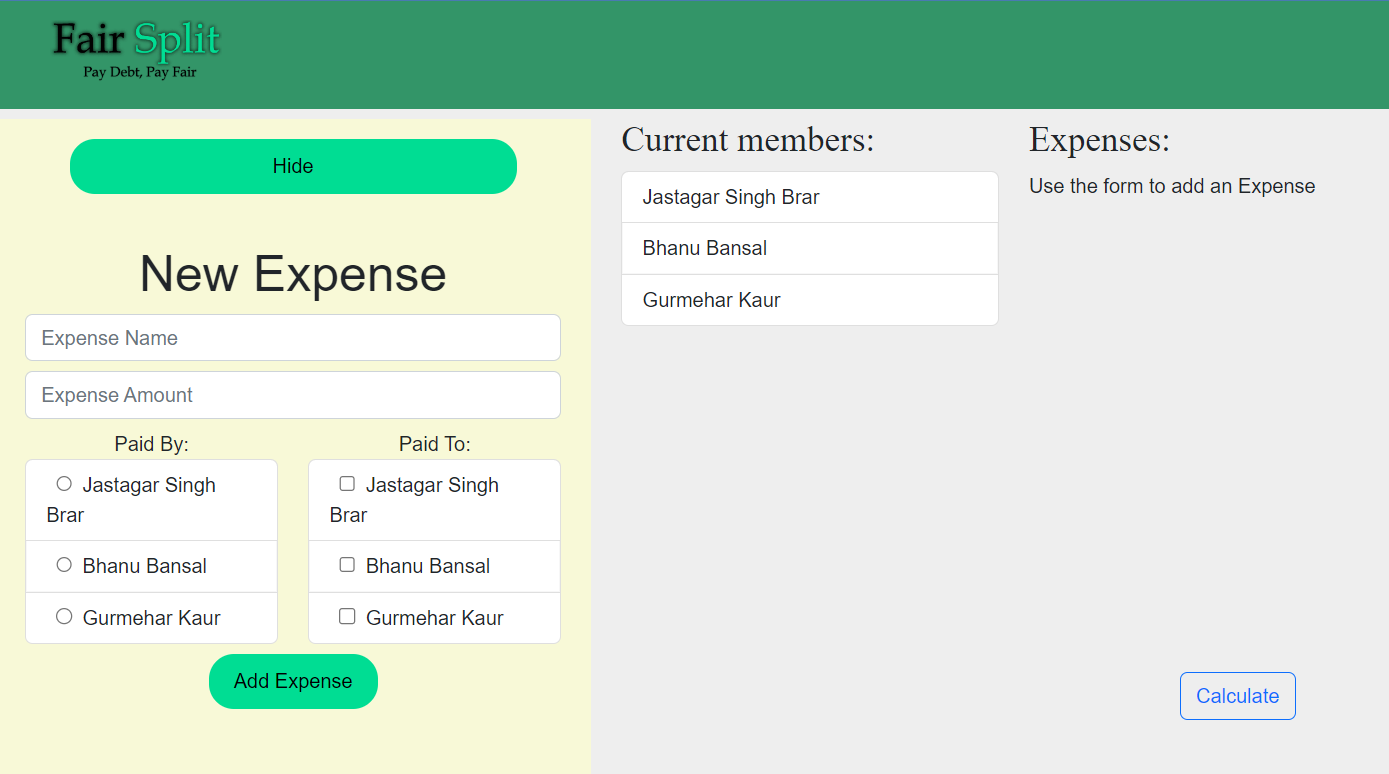 Fair Split
Pay Debt, Pay Fair
Hide
New Expense
Expense Name
Expense Amount
Paid By:
Jastagar Singh
Brar
Bhanu Bansal
Gurmehar Kaur
Paid To:
Jastagar Singh
Brar
Bhanu Bansal
Gurmehar Kaur
Add Expense
Current members:
Jastagar Singh Brar
Bhanu Bansal
Gurmehar Kaur
Expenses:
Use the form to add an Expense
Calculate